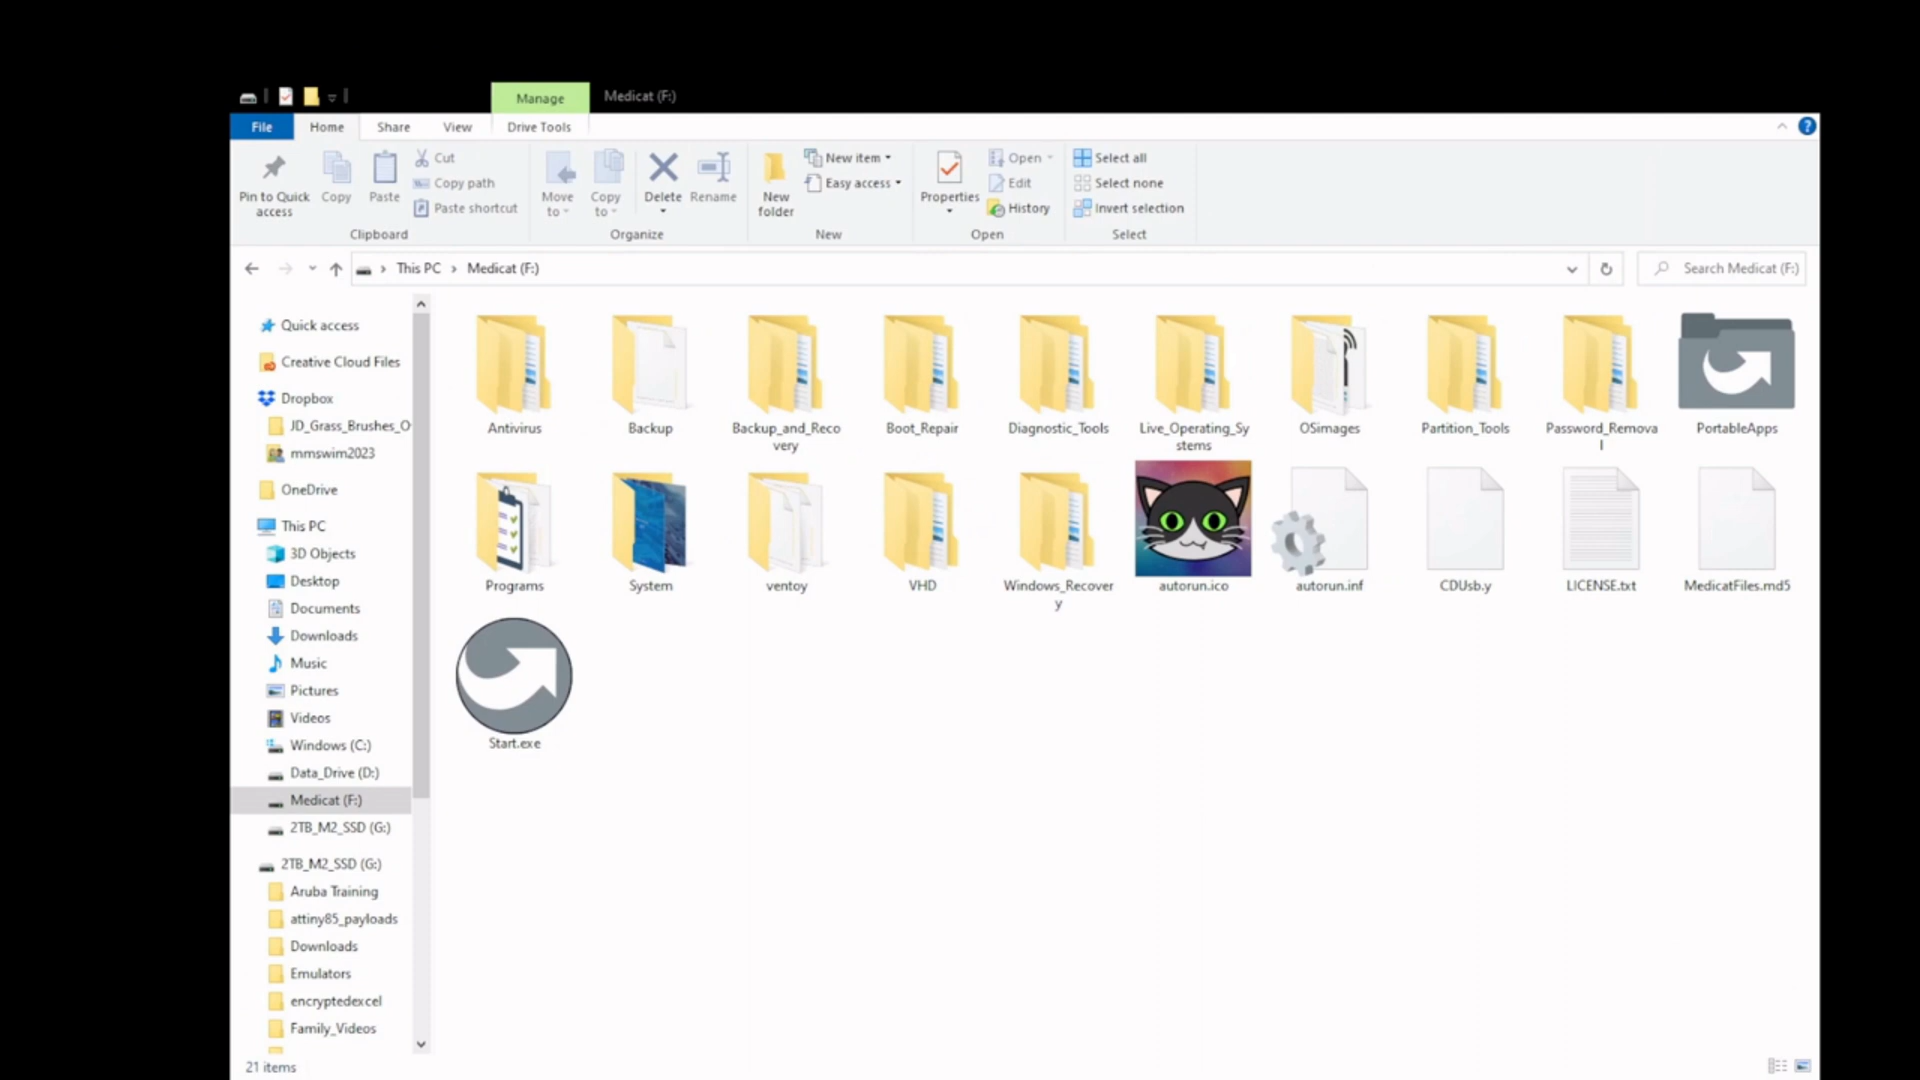 Manage
Medicat (F:)
File
Home
Share
View
Drive Tools
Pin to Quick
access
Copy
Paste
Cut
Copy path
Paste shortcut
Clipboard
Move
to
Copy
to
Delete
Rename
Organize
New
folder
New item
Easy access
New
Properties
Open
Edit
History
Open
Select all
Select none
Invert selection
Select
This PC
Medicat (F:)
Search Medicat (F:)
Quick access
Creative Cloud Files
Dropbox
JD_Grass_Brushes_O
mmswim2023
OneDrive
This PC
3D Objects
Desktop
Documents
Downloads
Music
Pictures
Videos
Windows (C:)
Data_Drive (D:)
Medicat (F:)
2TB_M2_SSD (G:)
2TB_M2_SSD (G:)
Aruba Training
attiny85_payloads
Downloads
Emulators
encryptedexcel
Family_Videos
Antivirus
Backup
Backup_and_Reco
very
Boot_Repair
Diagnostic_Tools
Live_Operating_Sy
stems
OSimages
Partition_Tools
Password_Remova
l
PortableApps
Programs
System
ventoy
VHD
Windows_Recover
y
autorun.ico
autorun.inf
CDUsb.y
LICENSE.txt
MedicatFiles.md5
Start.exe
21 items